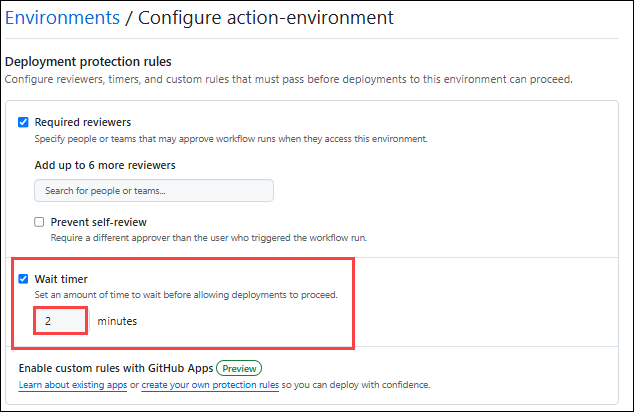 Environments / Configure action-environment
Deployment protection rules
Configure reviewers, timers, and custom rules that must pass before deployments to this environment can proceed.
Required reviewers
Specify people or teams that may approve workflow runs when they access this environment.
Add up to 6 more reviewers
Search for people or teams...
Prevent self-review
Require a different approver than the user who triggered the workflow run.
Wait timer
Set an amount of time to wait before allowing deployments to proceed.
2 minutes
Enable custom rules with GitHub Apps Preview
Learn about existing apps or create your own protection rules so you can deploy with confidence.